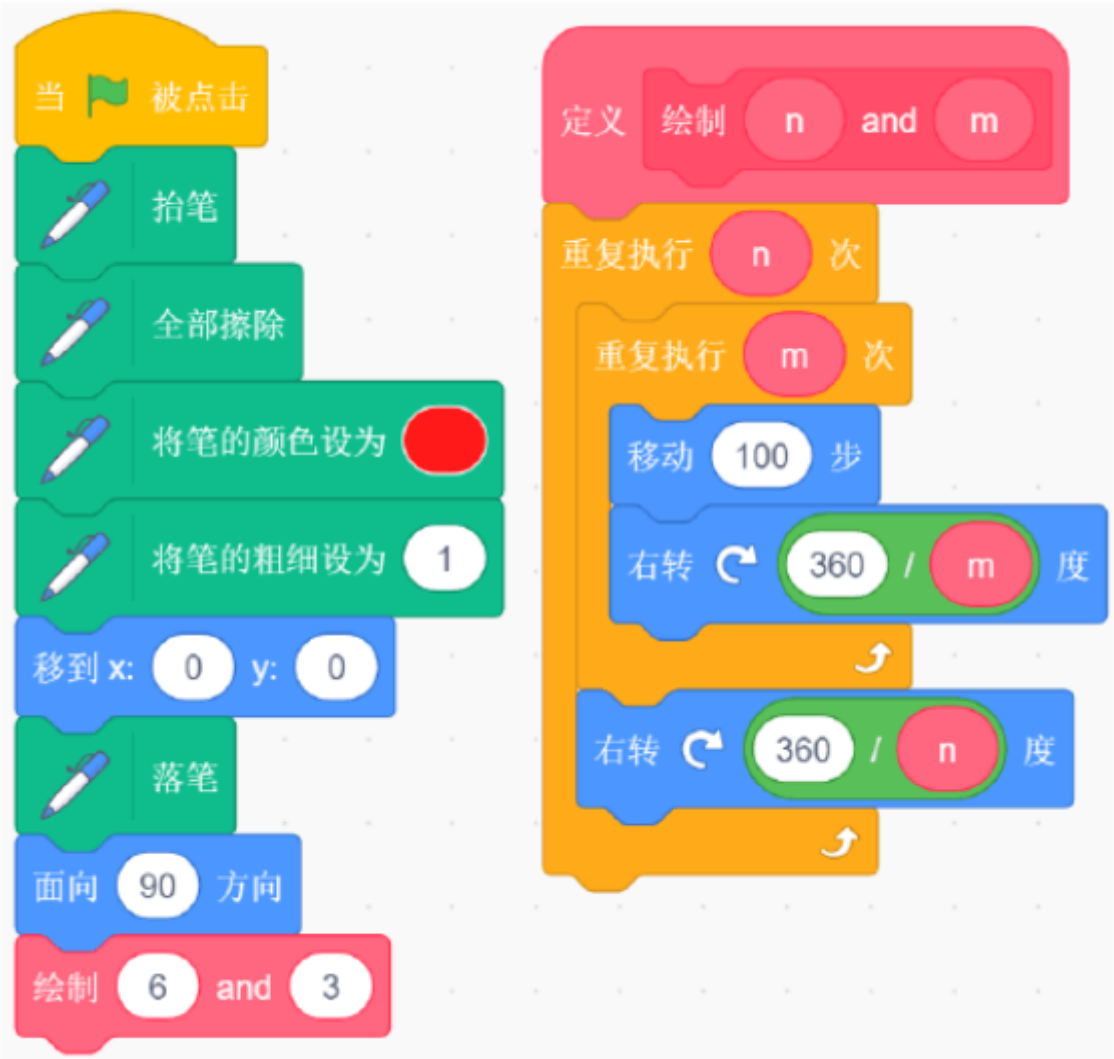 当 被点击
抬笔
全部擦除
将笔的颜色设为
将笔的粗细设为 1
移到 x: 0 y: 0
落笔
面向 90 方向
绘制 6 and 3
定义 绘制 n and m
重复执行 n 次
重复执行 m 次
移动 100 步
右转 360 / m 度
右转 360 / n 度